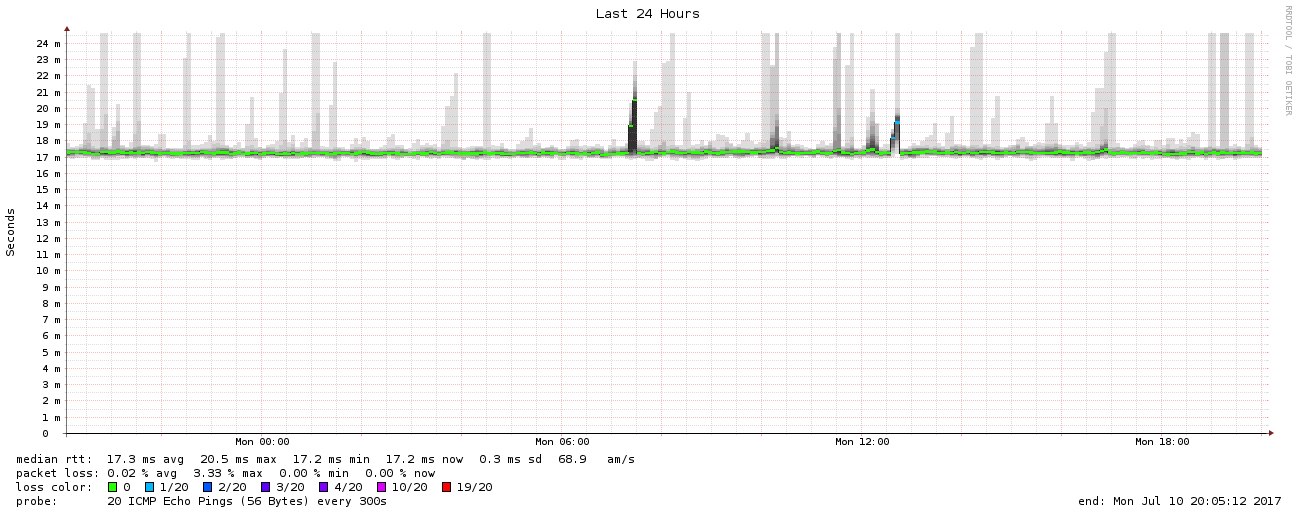 Last 24 Hours
RRDTOOL / TOBI OETIKER
24 m
23 m
22 m
21 m
20 m
19 m
18 m
17 m
16 m
15 m
14 m
13 m
12 m
11 m
10 m
9 m
8 m
7 m
6 m
5 m
4 m
3 m
2 m
1 m
0
Seconds
Mon 00:00 Mon 06:00 Mon 12:00 Mon 18:00
median rtt: 17.3 ms avg 20.5 ms max 17.2 ms min 17.2 ms now 0.3 ms sd 68.9 am/s
packet loss: 0.02 % avg 3.33 % max 0.00 % min 0.00 % now
loss color: 0 1/20 2/20 3/20 4/20 10/20 19/20
probe: 20 ICMP Echo Pings (56 Bytes) every 300s
end: Mon Jul 10 20:05:12 2017